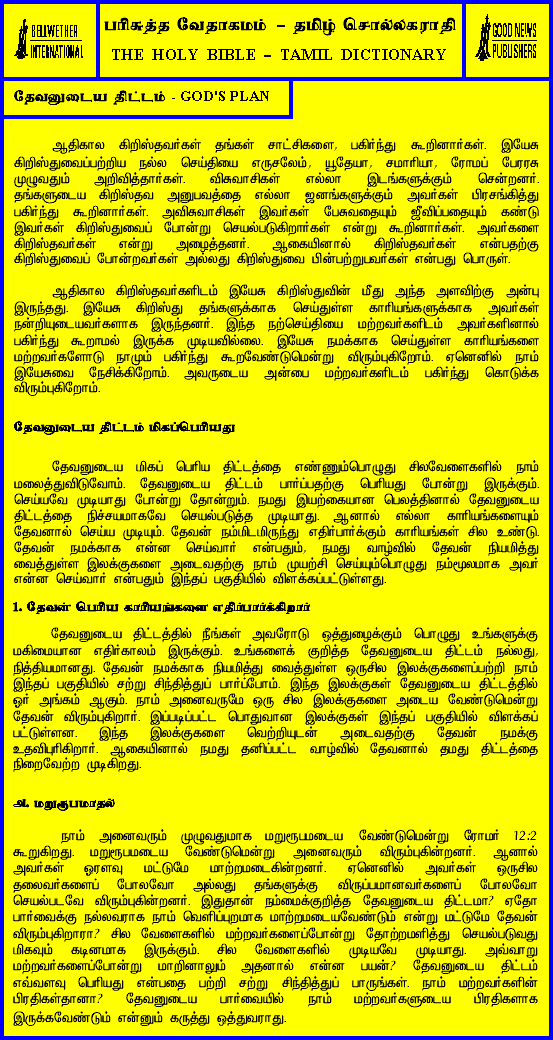 BELLWETHER
INTERNATIONAL
பரிசுத்த வேதாகமம் – தமிழ் சொல்லகராதி
THE HOLY BIBLE – TAMIL DICTIONARY
GOOD NEWS
PUBLISHERS
தேவனுடைய திட்டம் - GOD'S PLAN
ஆதிகால கிறிஸ்தவர்கள் தங்கள் சாட்சிகளை, பகிர்ந்து கூறினார்கள். இயேசு
கிறிஸ்துவைப்பற்றிய நல்ல செய்தியை எருசலேம், யூதேயா, சமாரியா, ரோமப் பேரரசு
முழுவதும் அறிவித்தார்கள். விசுவாசிகள் எல்லா இடங்களுக்கும் சென்றனர்.
தங்களுடைய கிறிஸ்தவ அனுபவத்தை எல்லா ஜனங்களுக்கும் அவர்கள் பிரசங்கித்து
பகிர்ந்து கூறினார்கள். அவிசுவாசிகள் இவர்கள் பேசுவதையும் ஜீவிப்பதையும் கண்டு
இவர்கள் கிறிஸ்துவைப் போன்று செயல்படுகிறார்கள் என்று கூறினார்கள். அவர்களை
கிறிஸ்தவர்கள் என்று அழைத்தனர். ஆகையினால் கிறிஸ்தவர்கள் என்பதற்கு
கிறிஸ்துவைப் போன்றவர்கள் அல்லது கிறிஸ்துவை பின்பற்றுபவர்கள் என்பது பொருள்.
ஆதிகால கிறிஸ்தவர்களிடம் இயேசு கிறிஸ்துவின் மீது அந்த அளவிற்கு அன்பு
இருந்தது. இயேசு கிறிஸ்து தங்களுக்காக செய்துள்ள காரியங்களுக்காக அவர்கள்
நன்றியுடையவர்களாக இருந்தனர். இந்த நற்செய்தியை மற்றவர்களிடம் அவர்களினால்
பகிர்ந்து கூறாமல் இருக்க முடியவில்லை. இயேசு நமக்காக செய்துள்ள காரியங்களை
மற்றவர்களோடு நாமும் பகிர்ந்து கூறவேண்டுமென்று விரும்புகிறோம். ஏனெனில் நாம்
இயேசுவை நேசிக்கிறோம். அவருடைய அன்பை மற்றவர்களிடம் பகிர்ந்து கொடுக்க
விரும்புகிறோம்.
தேவனுடைய திட்டம் மிகப்பெரியது
தேவனுடைய மிகப் பெரிய திட்டத்தை எண்ணும்பொழுது சிலவேளைகளில் நாம்
மலைத்துவிடுவோம். தேவனுடைய திட்டம் பார்ப்பதற்கு பெரியது போன்று இருக்கும்.
செய்யவே முடியாது போன்று தோன்றும். நமது இயற்கையான பெலத்தினால் தேவனுடைய
திட்டத்தை நிச்சயமாகவே செயல்படுத்த முடியாது. ஆனால் எல்லா காரியங்களையும்
தேவனால் செய்ய முடியும். தேவன் நம்மிடமிருந்து எதிர்பார்க்கும் காரியங்கள் சில உண்டு.
தேவன் நமக்காக என்ன செய்வார் என்பதும், நமது வாழ்வில் தேவன் நியமித்து
வைத்துள்ள இலக்குகளை அடைவதற்கு நாம் முயற்சி செய்யும்பொழுது நம்மூலமாக அவர்
என்ன செய்வார் என்பதும் இந்தப் பகுதியில் விளக்கப்பட்டுள்ளது.
1. தேவன் பெரிய காரியங்களை எதிர்பார்க்கிறார்
தேவனுடைய திட்டத்தில் நீங்கள் அவரோடு ஒத்துழைக்கும் பொழுது உங்களுக்கு
மகிமையான எதிர்காலம் இருக்கும். உங்களைக் குறித்த தேவனுடைய திட்டம் நல்லது,
நித்தியமானது. தேவன் நமக்காக நியமித்து வைத்துள்ள ஒருசில இலக்குகளைப்பற்றி நாம்
இந்தப் பகுதியில் சற்று சிந்தித்துப் பார்ப்போம். இந்த இலக்குகள் தேவனுடைய திட்டத்தில்
ஓர் அங்கம் ஆகும். நாம் அனைவருமே ஒரு சில இலக்குகளை அடைய வேண்டுமென்று
தேவன் விரும்புகிறார். இப்படிப்பட்ட பொதுவான இலக்குகள் இந்தப் பகுதியில் விளக்கப்
பட்டுள்ளன. இந்த இலக்குகளை வெற்றியுடன் அடைவதற்கு தேவன் நமக்கு
உதவிபுரிகிறார். ஆகையினால் நமது தனிப்பட்ட வாழ்வில் தேவனால் தமது திட்டத்தை
நிறைவேற்ற முடிகிறது.
அ. மறுரூபமாதல்
நாம் அனைவரும் முழுவதுமாக மறுரூபமடைய வேண்டுமென்று ரோமர் 12:2
கூறுகிறது. மறுரூபமடைய வேண்டுமென்று அனைவரும் விரும்புகின்றனர். ஆனால்
அவர்கள் ஓரளவு மட்டுமே மாற்றமடைகின்றனர். ஏனெனில் அவர்கள் ஒருசில
தலைவர்களைப் போலவோ அல்லது தங்களுக்கு விருப்பமானவர்களைப் போலவோ
செயல்படவே விரும்புகின்றனர். இதுதான் நம்மைக்குறித்த தேவனுடைய திட்டமா? ஏதோ
பார்வைக்கு நல்லவராக நாம் வெளிப்புறமாக மாற்றமடையவேண்டும் என்று மட்டுமே தேவன்
விரும்புகிறாரா? சில வேளைகளில் மற்றவர்களைப்போன்று தோற்றமளித்து செயல்படுவது
மிகவும் கடினமாக இருக்கும். சில வேளைகளில் முடியவே முடியாது. அவ்வாறு
மற்றவர்களைப்போன்று மாறினாலும் அதனால் என்ன பயன்? தேவனுடைய திட்டம்
எவ்வளவு பெரியது என்பதை பற்றி சற்று சிந்தித்துப் பாருங்கள். நாம் மற்றவர்களின்
பிரதிகள்தானா? தேவனுடைய பார்வையில் நாம் மற்றவர்களுடைய பிரதிகளாக
இருக்கவேண்டும் என்னும் கருத்து ஒத்துவராது.